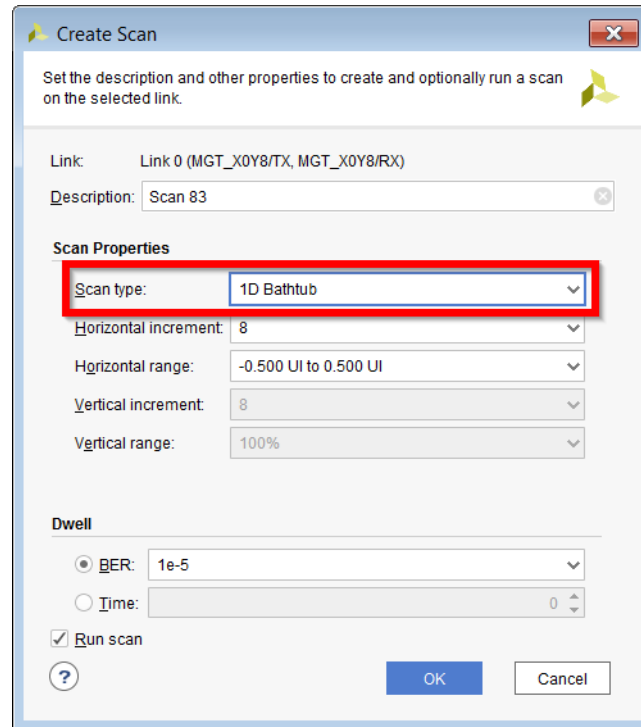 Create Scan
Set the description and other properties to create and optionally run a scan
on the selected link.
Link: Link 0 (MGT_X0Y8/TX, MGT_X0Y8/RX)
Description: Scan 83
Scan Properties
Scan type: 1D Bathtub
Horizontal increment: 8
Horizontal range: -0.500 UI to 0.500 UI
Vertical increment: 8
Vertical range: 100%
Dwell
BER: 1e-5
Time: 0
Run scan
? OK Cancel